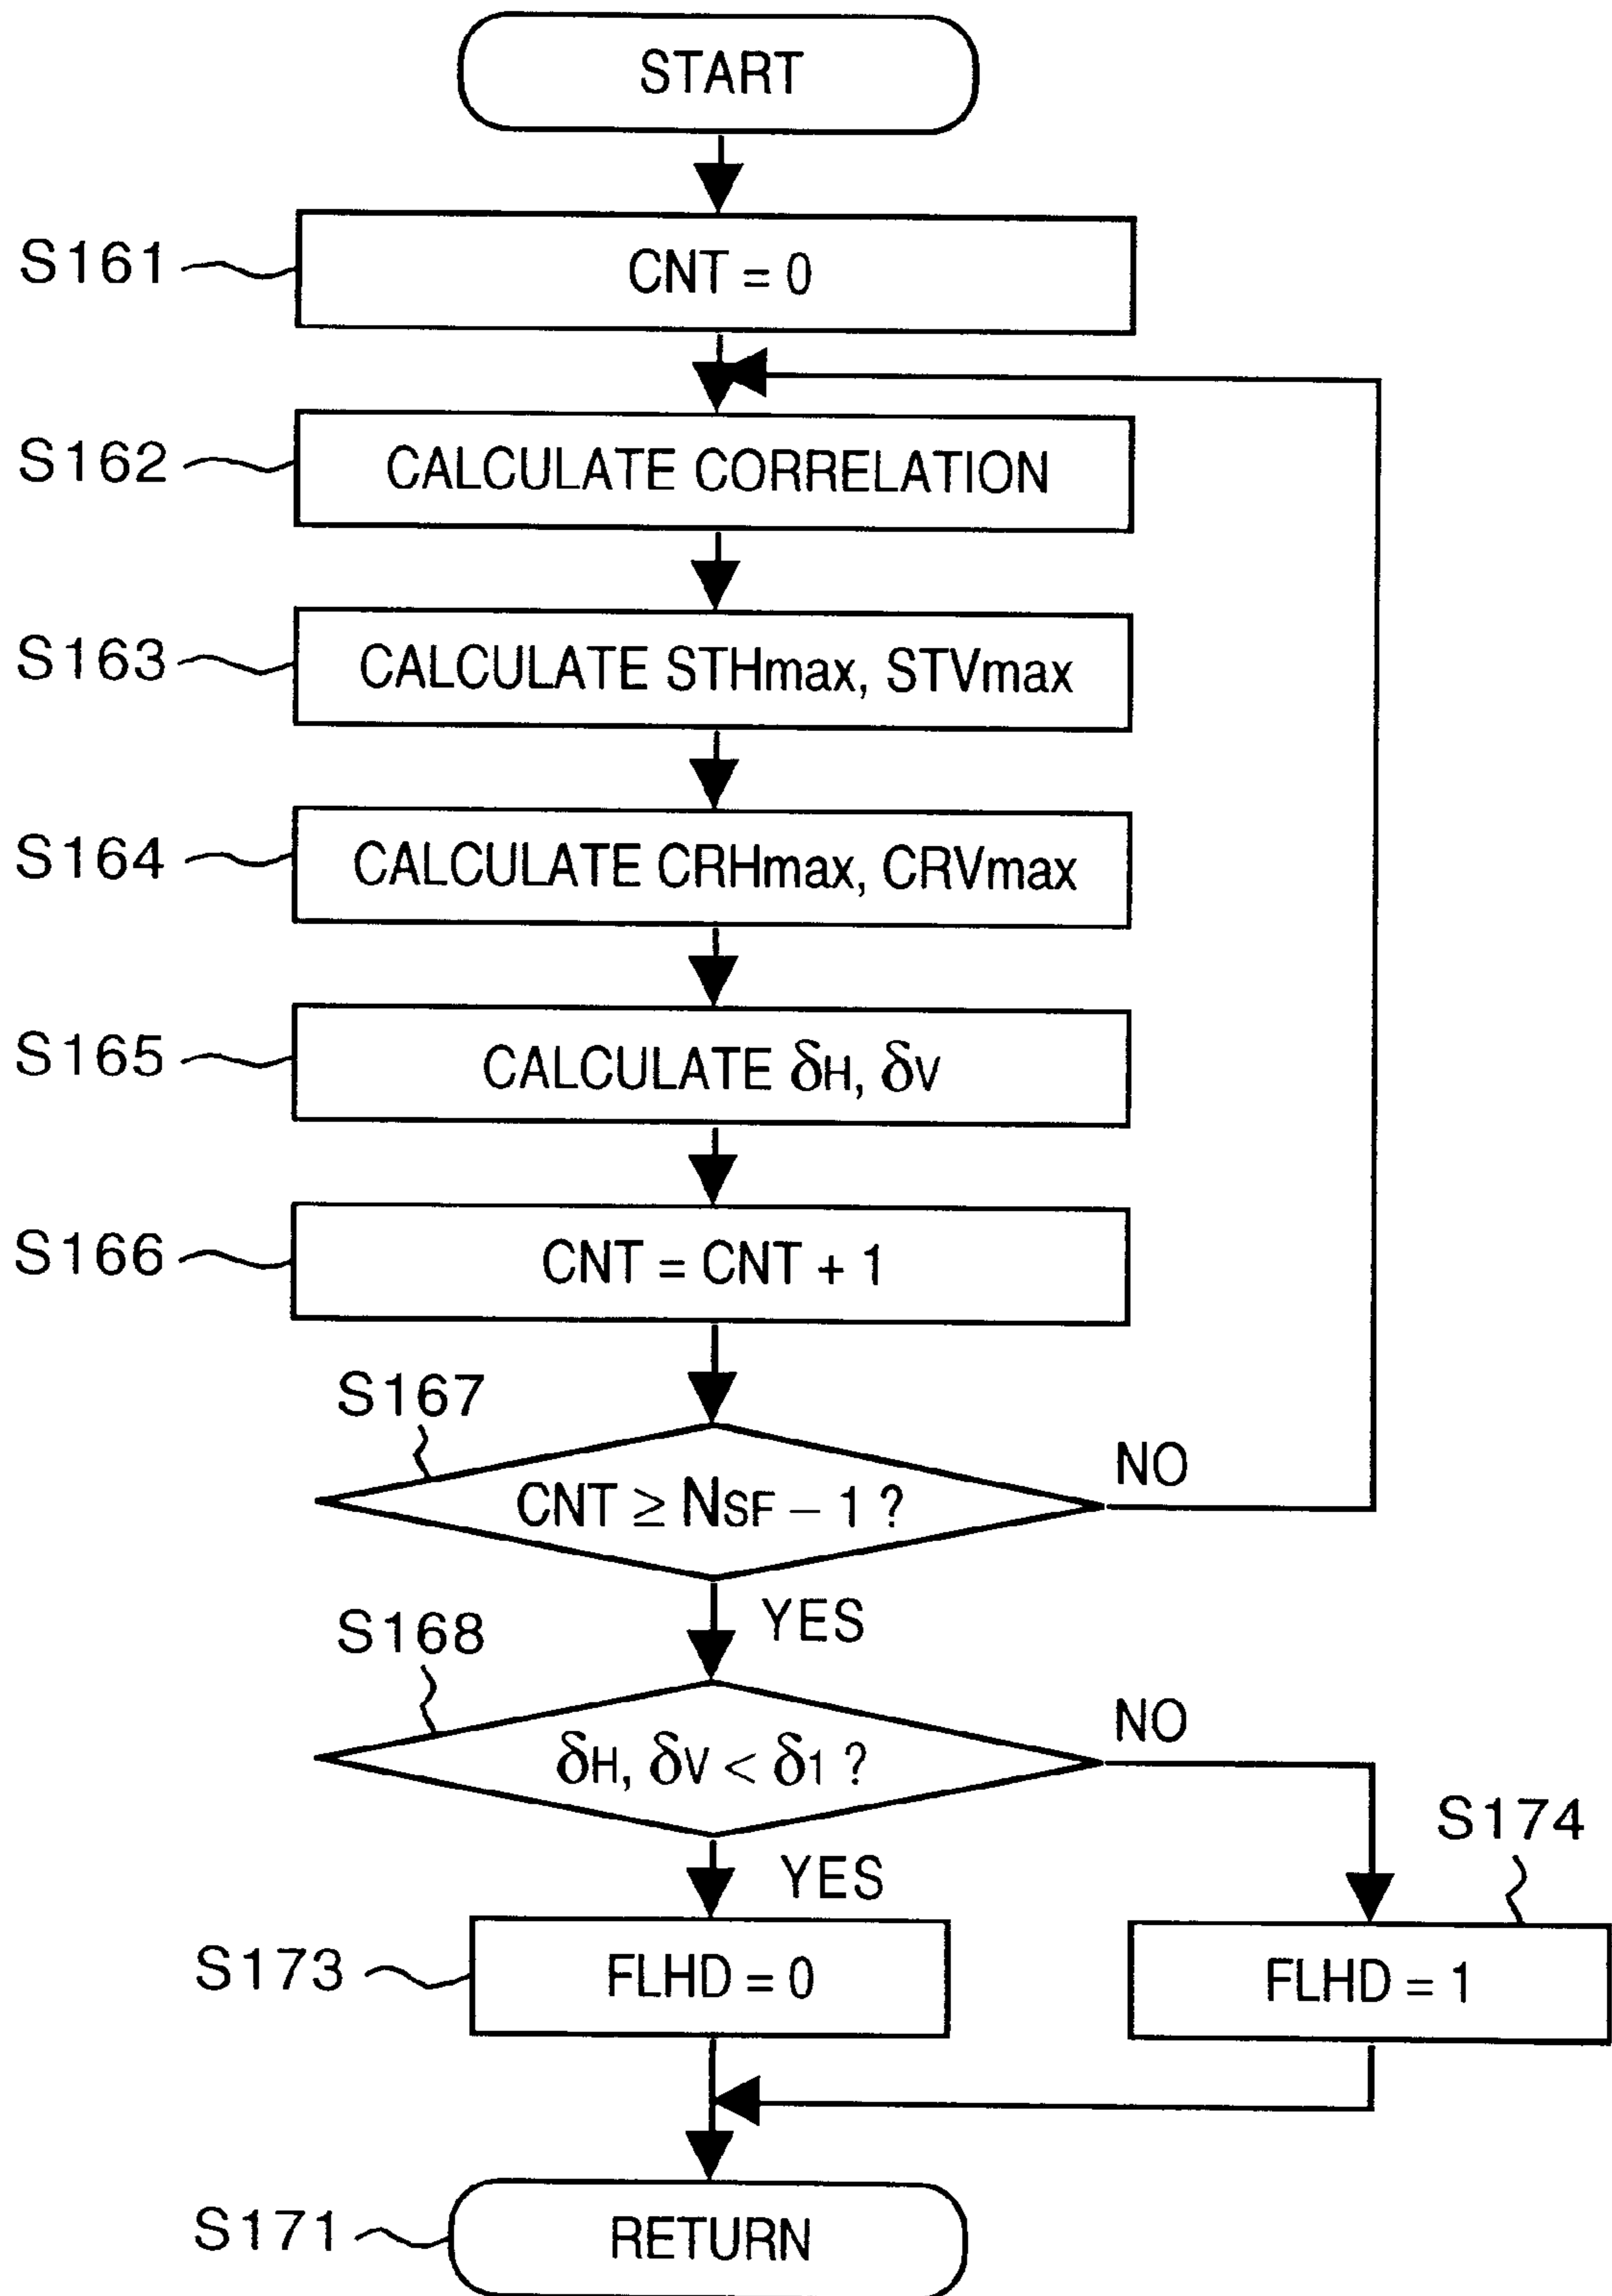 START
S161
CNT = 0
S162
CALCULATE CORRELATION
S163
CALCULATE STHmax, STVmax
S164
CALCULATE CRHmax, CRVmax
S165
CALCULATE δH, δV
S166
CNT = CNT + 1
S167
CNT ≥ NSF – 1 ?
NO
YES
S168
δH, δV < δ1 ?
NO
YES
S174
S173
FLHD = 0
FLHD = 1
S171
RETURN